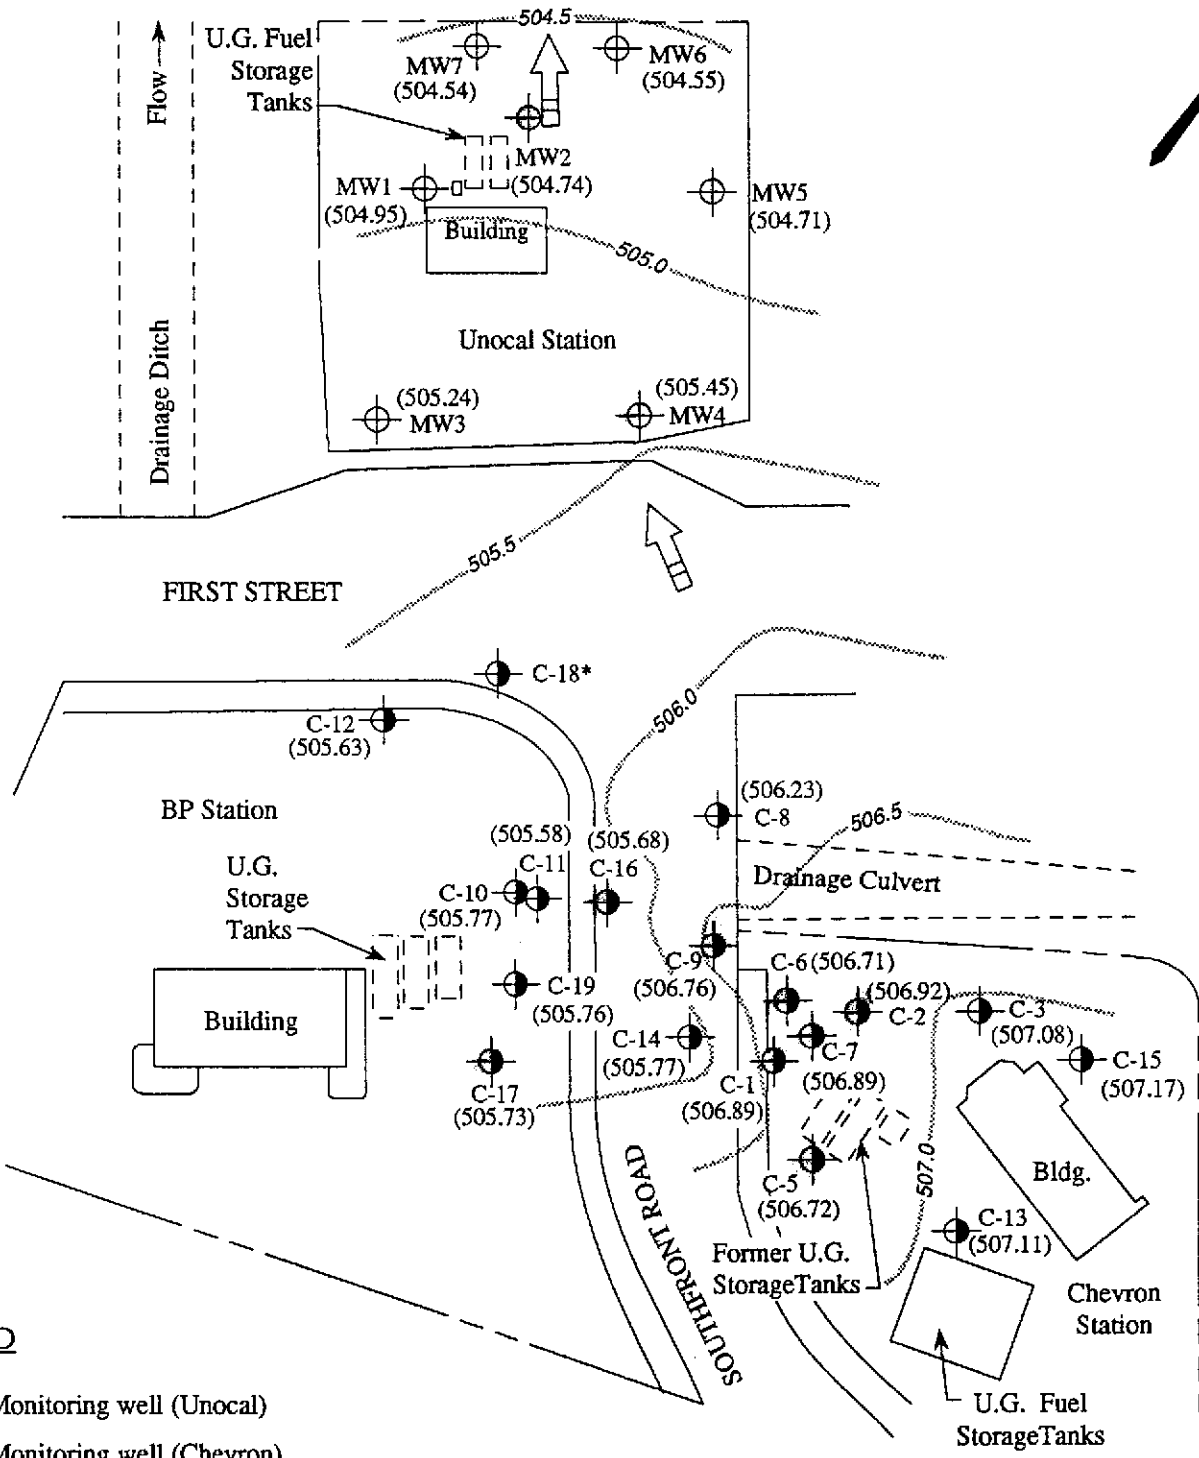 504.5
U.G. Fuel
Storage
Tanks
MW7
(504.54)
MW6
(504.55)
Flow
MW2
(504.74)
MW1
(504.95)
MW5
(504.71)
Building
505.0
Unocal Station
Drainage Ditch
(505.24)
MW3
(505.45)
MW4
505.5
FIRST STREET
C-18*
C-12
(505.63)
506.0
BP Station
(506.23)
C-8
506.5
(505.58)
C-11
(505.68)
C-16
U.G.
Storage
Tanks
C-10
(505.77)
Drainage Culvert
C-9
(506.76)
C-6 (506.71)
(506.92)
C-2
C-3
(507.08)
C-19
(505.76)
Building
C-14
(505.77)
C-7
(506.89)
C-15
(507.17)
C-1
(506.89)
C-17
(505.73)
C-5
(506.72)
507.0
Bldg.
C-13
(507.11)
SOUTHFRONT ROAD
Former U.G.
StorageTanks
Chevron
Station
U.G. Fuel
StorageTanks
D
Monitoring well (Unocal)
Monitoring well (Chevron)